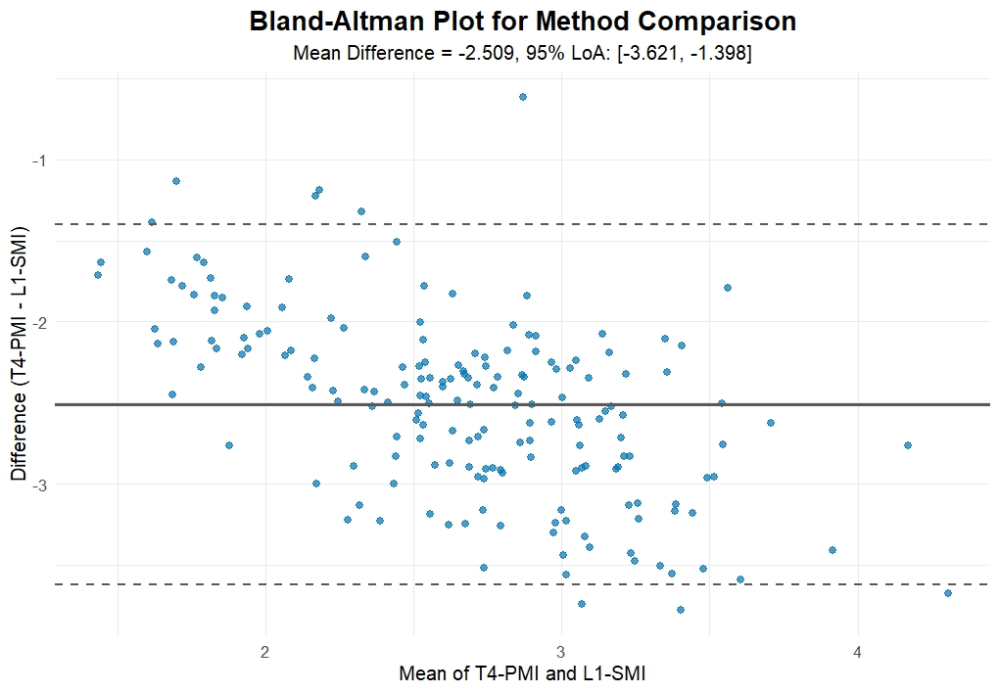 Bland-Altman Plot for Method Comparison
Mean Difference = -2.509, 95% LoA: [-3.621, -1.398]
Difference (T4-PMI - L1-SMI)
-1
-2
-3
2 3 4
Mean of T4-PMI and L1-SMI